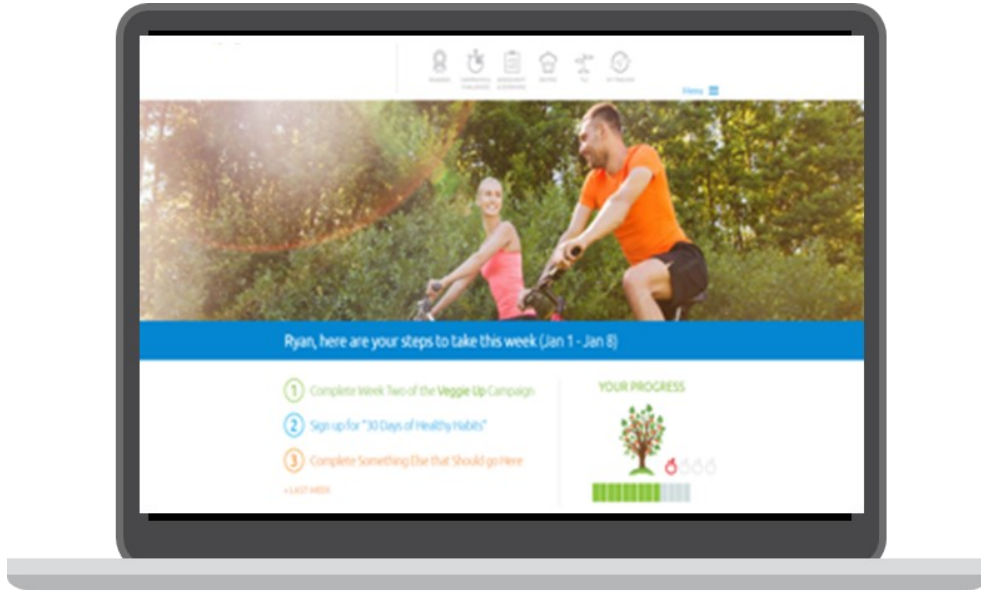 Menu
Ryan, here are your steps to take this week (Jan 1 - Jan 8)
1 Complete Week Two of the Veggie Up Campaign
2 Sign up for "30 Days of Healthy Habits"
3 Complete Something Else that Should go Here
« LAST WEEK
YOUR PROGRESS